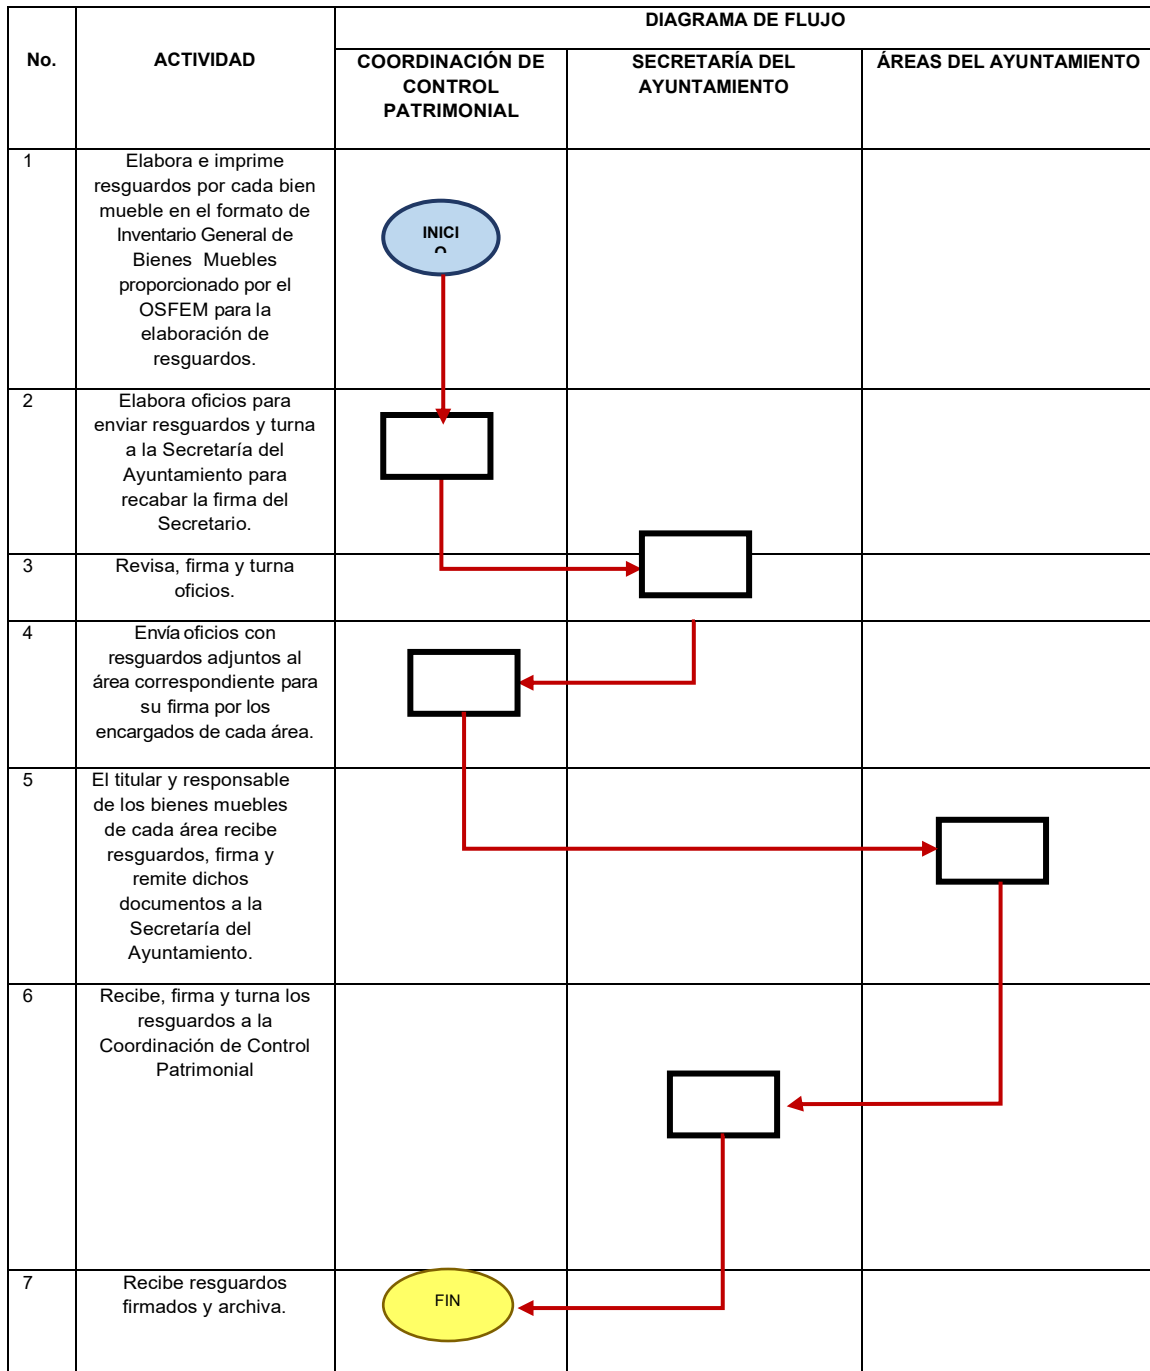 DIAGRAMA DE FLUJO
No.
ACTIVIDAD
COORDINACIÓN DE
CONTROL
PATRIMONIAL
SECRETARÍA DEL
AYUNTAMIENTO
ÁREAS DEL AYUNTAMIENTO
1
Elabora e imprime
resguardos por cada bien
mueble en el formato de
Inventario General de
Bienes Muebles
proporcionado por el
OSFEM para la
elaboración de
resguardos.
INICI
O
2
Elabora oficios para
enviar resguardos y turna
a la Secretaría del
Ayuntamiento para
recabar la firma del
Secretario.
3
Revisa, firma y turna
oficios.
4
Envía oficios con
resguardos adjuntos al
área correspondiente para
su firma por los
encargados de cada área.
5
El titular y responsable
de los bienes muebles
de cada área recibe
resguardos, firma y
remite dichos
documentos a la
Secretaría del
Ayuntamiento.
6
Recibe, firma y turna los
resguardos a la
Coordinación de Control
Patrimonial
7
Recibe resguardos
firmados y archiva.
FIN